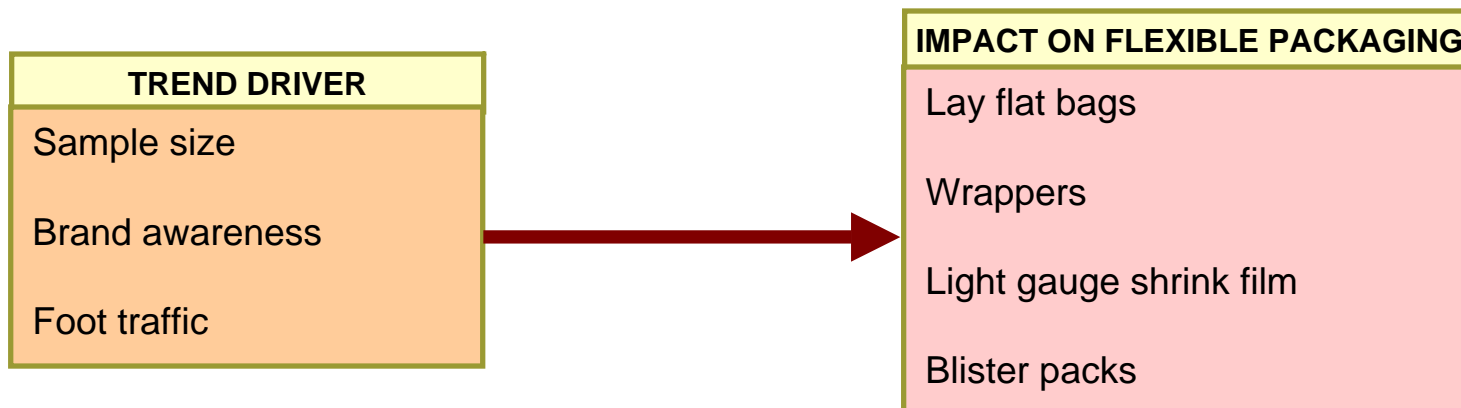 TREND DRIVER
Sample size
Brand awareness
Foot traffic
IMPACT ON FLEXIBLE PACKAGING
Lay flat bags
Wrappers
Light gauge shrink film
Blister packs